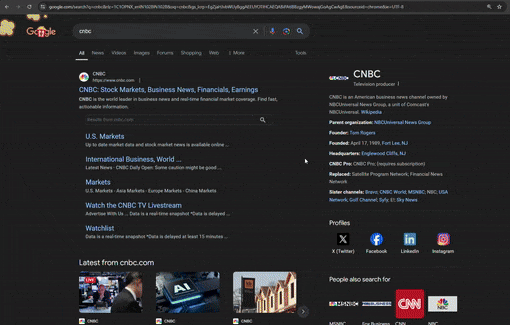 cnbc
All News Videos Images Forums Shopping Web More Tools
CNBC
https://www.cnbc.com
CNBC: Stock Markets, Business News, Financials, Earnings
CNBC is the world leader in business news and real-time financial market coverage. Find fast,
actionable information.
Results from cnbc.com
U.S. Markets
Up to date market data and stock market news is available online ...
International Business, World ...
Latest News · CNBC Daily Open: Some caution might be good ...
Markets
U.S. Markets · Asia Markets · Europe Markets · China Markets
Watch the CNBC TV Livestream
Advertise With Us ... Data is a real-time snapshot *Data is delayed ...
Watchlist
Data is a real-time snapshot *Data is delayed at least 15 minutes ...
Latest from cnbc.com
LIVE
AI
CNBC
CNBC
CNBC
CNBC
CNBC
Television producer
CNBC is an American business news channel owned by
NBCUniversal News Group, a unit of Comcast's
NBCUniversal. Wikipedia
Parent organization: NBCUniversal News Group
Founder: Tom Rogers
Founded: April 17, 1989, Fort Lee, NJ
Headquarters: Englewood Cliffs, NJ
CNBC Pro: CNBC Pro; (requires subscription)
Replaced: Satellite Program Network; Financial News
Network
Sister channels: Bravo, CNBC World, MSNBC, NBC, USA
Network, Golf Channel, Syfy, E!, Sky News
Profiles
X (Twitter) Facebook LinkedIn Instagram
People also search for
MSNBC
CNN
NBC
MSNBC
Fox Business
CNN
NBC